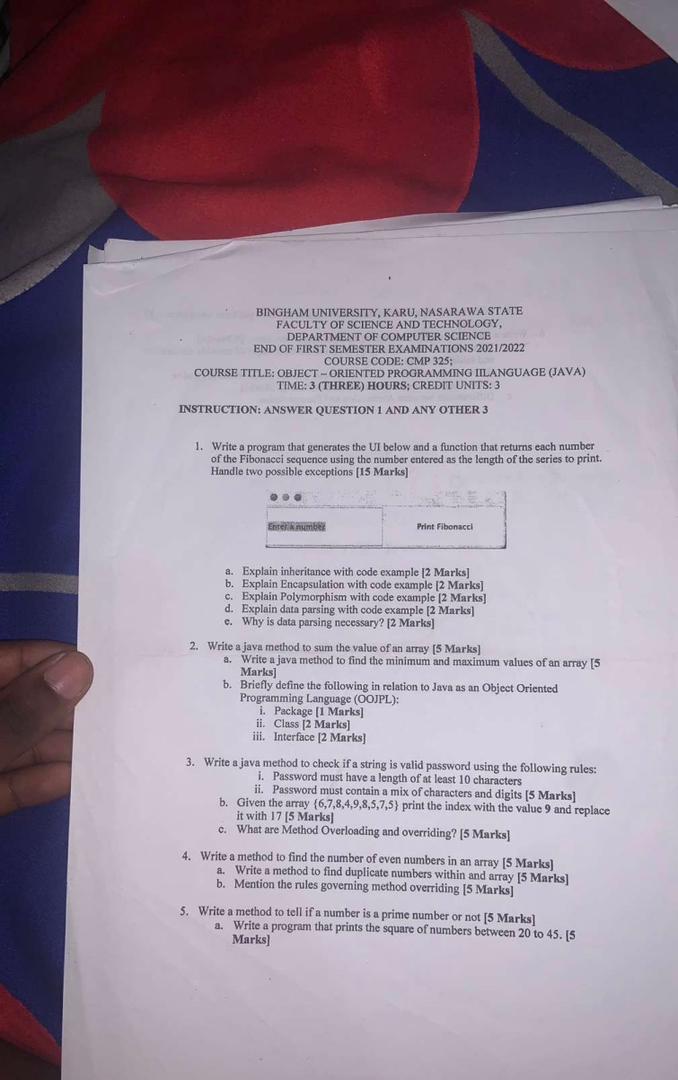 BINGHAM UNIVERSITY, KARU, NASARAWA STATE
FACULTY OF SCIENCE AND TECHNOLOGY,
DEPARTMENT OF COMPUTER SCIENCE
END OF FIRST SEMESTER EXAMINATIONS 2021/2022
COURSE CODE: CMP 325;
COURSE TITLE: OBJECT – ORIENTED PROGRAMMING IILANGUAGE (JAVA)
TIME: 3 (THREE) HOURS; CREDIT UNITS: 3
INSTRUCTION: ANSWER QUESTION 1 AND ANY OTHER 3
1. Write a program that generates the UI below and a function that returns each number
of the Fibonacci sequence using the number entered as the length of the series to print.
Handle two possible exceptions [15 Marks]
Enter a number
Print Fibonacci
a. Explain inheritance with code example [2 Marks]
b. Explain Encapsulation with code example [2 Marks]
c. Explain Polymorphism with code example [2 Marks]
d. Explain data parsing with code example [2 Marks]
e. Why is data parsing necessary? [2 Marks]
2. Write a java method to sum the value of an array [5 Marks]
a. Write a java method to find the minimum and maximum values of an array [5
Marks]
b. Briefly define the following in relation to Java as an Object Oriented
Programming Language (OOJPL):
i. Package [1 Marks]
ii. Class [2 Marks]
iii. Interface [2 Marks]
3. Write a java method to check if a string is valid password using the following rules:
i. Password must have a length of at least 10 characters
ii. Password must contain a mix of characters and digits [5 Marks]
b. Given the array {6,7,8,4,9,8,5,7,5} print the index with the value 9 and replace
it with 17 [5 Marks]
c. What are Method Overloading and overriding? [5 Marks]
4. Write a method to find the number of even numbers in an array [5 Marks]
a. Write a method to find duplicate numbers within and array [5 Marks]
b. Mention the rules governing method overriding [5 Marks]
5. Write a method to tell if a number is a prime number or not [5 Marks]
a. Write a program that prints the square of numbers between 20 to 45. [5
Marks]